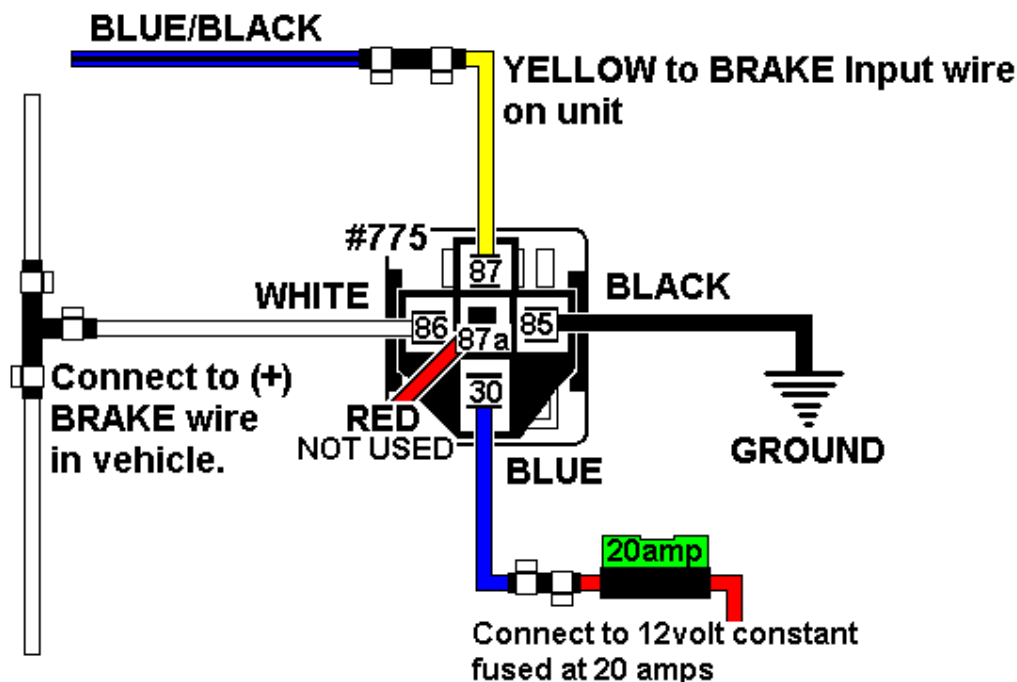 BLUE/BLACK
YELLOW to BRAKE Input wire
on unit
#775
87
WHITE
BLACK
86
87a
85
Connect to (+)
BRAKE wire
in vehicle.
30
RED
NOT USED
BLUE
GROUND
20amp
Connect to 12volt constant
fused at 20 amps